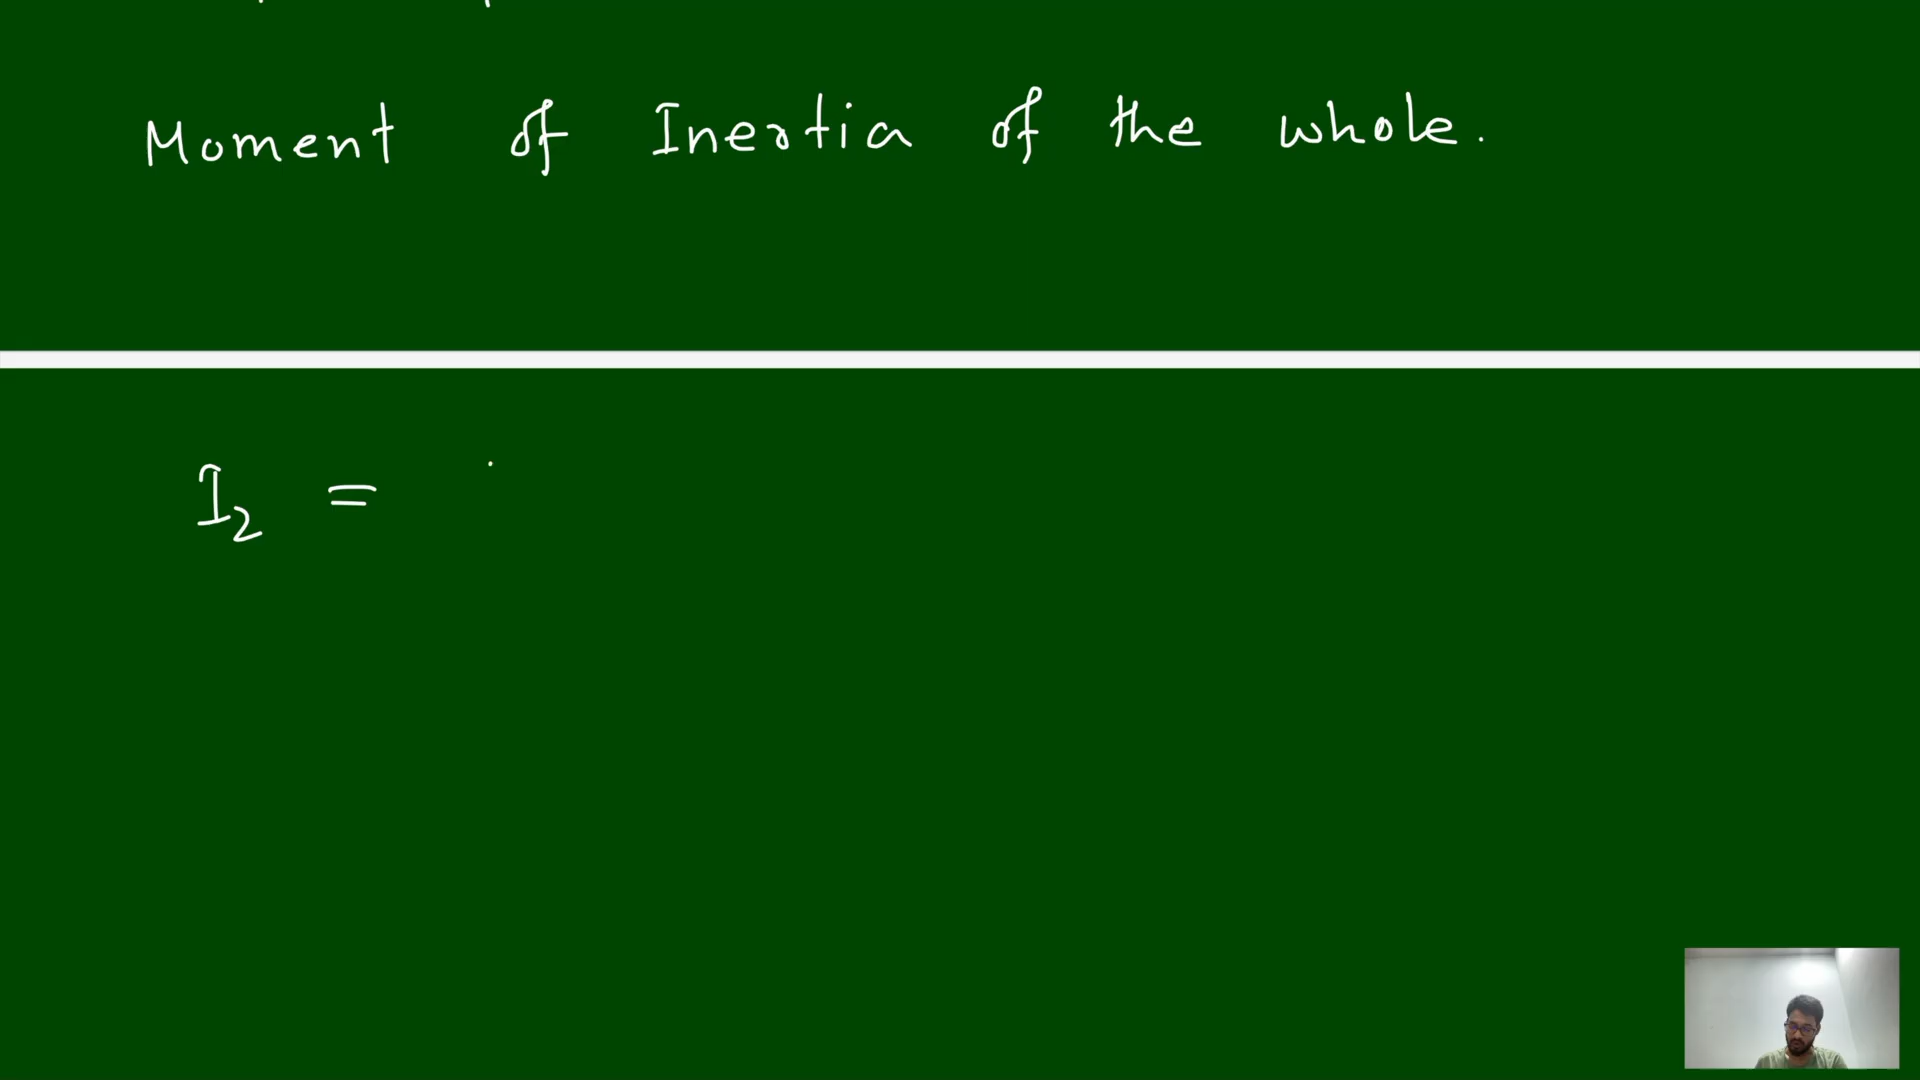 Moment of Inertia of the whole.
I₂ =